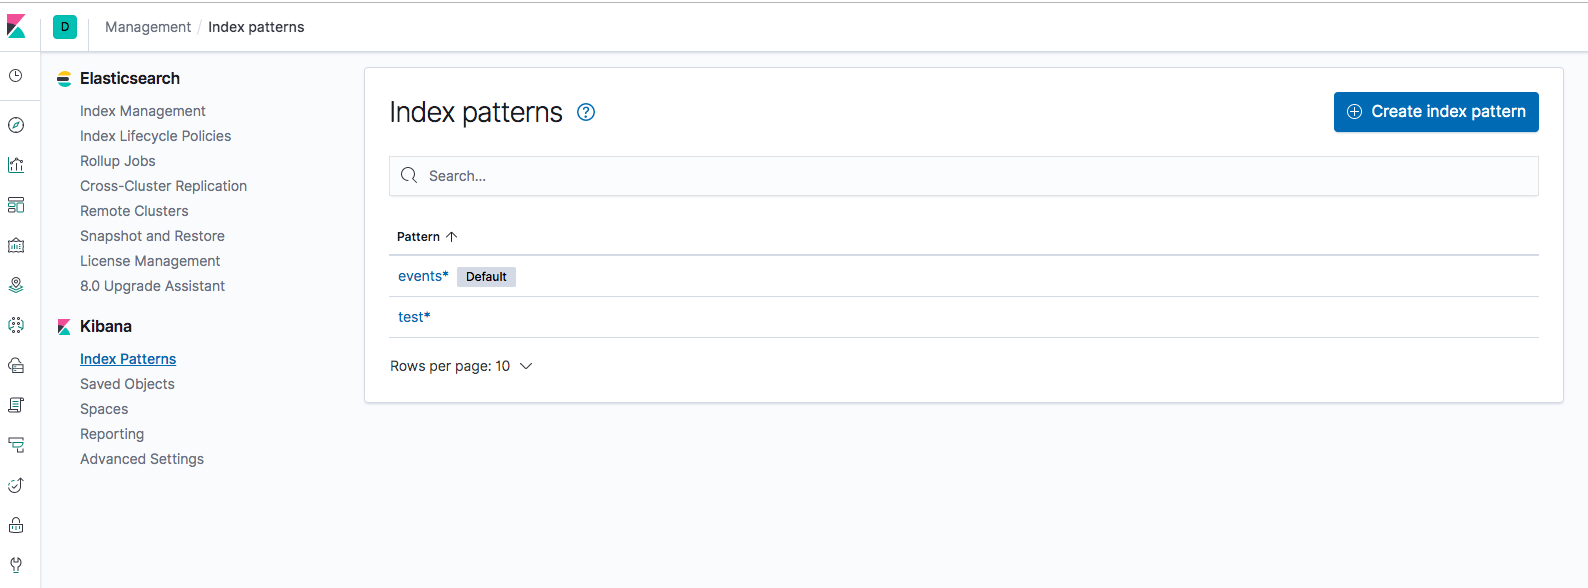 D Management / Index patterns
Elasticsearch
Index Management
Index Lifecycle Policies
Rollup Jobs
Cross-Cluster Replication
Remote Clusters
Snapshot and Restore
License Management
8.0 Upgrade Assistant
Kibana
Index Patterns
Saved Objects
Spaces
Reporting
Advanced Settings
Index patterns ?
Create index pattern
Search...
Pattern
events* Default
test*
Rows per page: 10